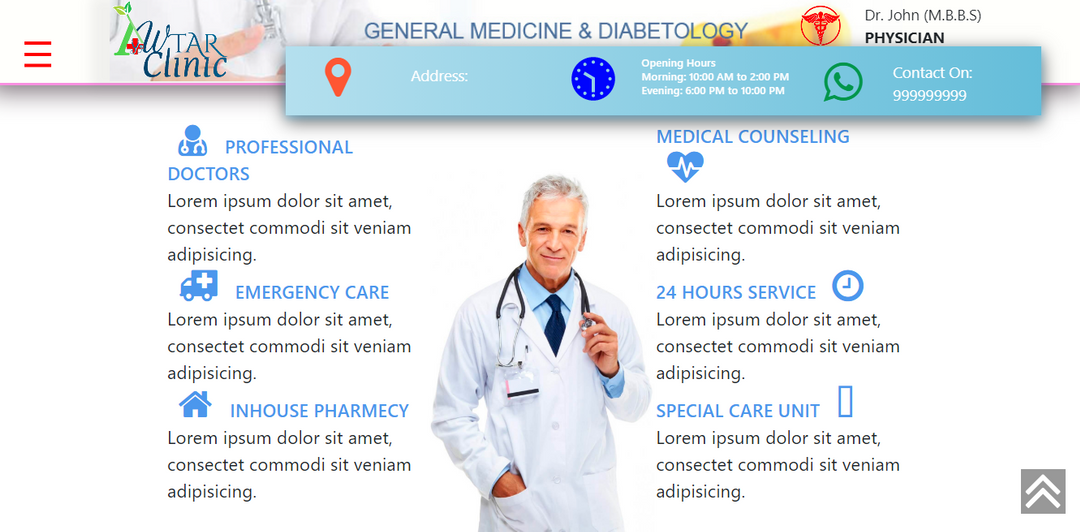 AWTAR
Clinic
GENERAL MEDICINE & DIABETOLOGY
Dr. John (M.B.B.S)
PHYSICIAN
Address:
Opening Hours
Morning: 10:00 AM to 2:00 PM
Evening: 6:00 PM to 10:00 PM
Contact On:
999999999
PROFESSIONAL
DOCTORS
Lorem ipsum dolor sit amet,
consectet commodi sit veniam
adipisicing.
EMERGENCY CARE
Lorem ipsum dolor sit amet,
consectet commodi sit veniam
adipisicing.
INHOUSE PHARMECY
Lorem ipsum dolor sit amet,
consectet commodi sit veniam
adipisicing.
MEDICAL COUNSELING
Lorem ipsum dolor sit amet,
consectet commodi sit veniam
adipisicing.
24 HOURS SERVICE
Lorem ipsum dolor sit amet,
consectet commodi sit veniam
adipisicing.
SPECIAL CARE UNIT
Lorem ipsum dolor sit amet,
consectet commodi sit veniam
adipisicing.